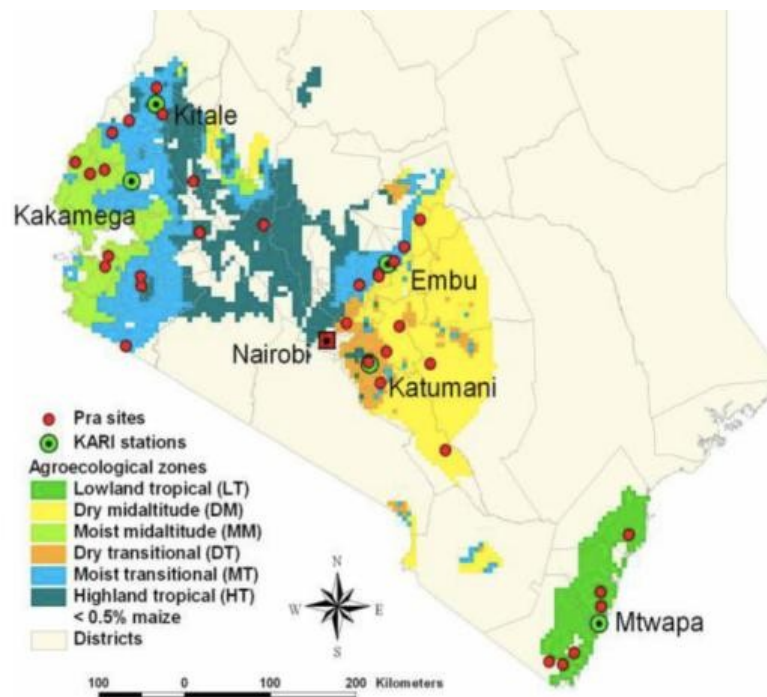 Kitale
Kakamega
Embu
Nairobi
Katumani
Pra sites
KARI stations
Agroecological zones
Lowland tropical (LT)
Dry midaltitude (DM)
Moist midaltitude (MM)
Dry transitional (DT)
Moist transitional (MT)
Highland tropical (HT)
< 0.5% maize
Districts
N
W E
S
Mtwapa
100 0 100 200 Kilometers